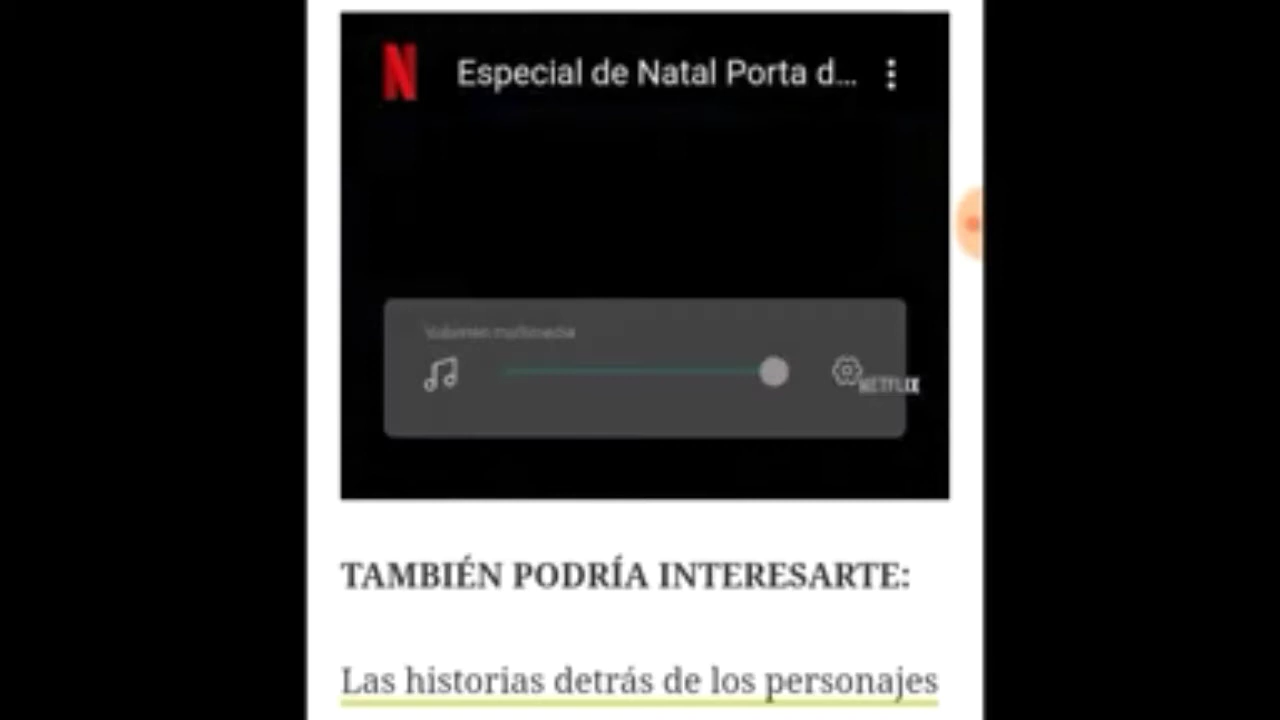 N Especial de Natal Porta d...
Volumen multimedia
NETFLIX
TAMBIÉN PODRÍA INTERESARTE:
Las historias detrás de los personajes